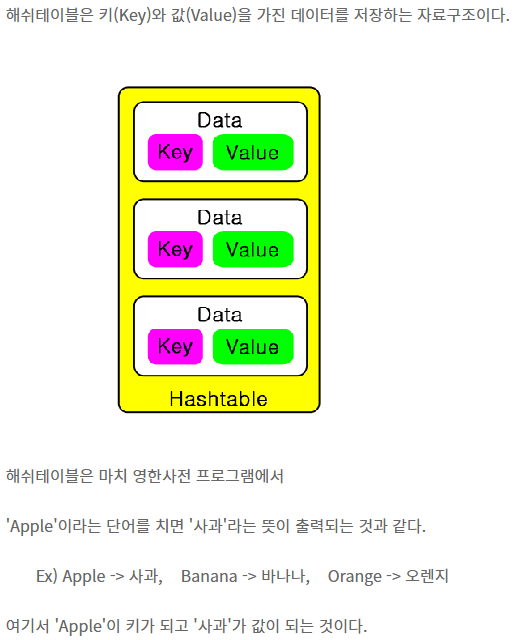 해쉬테이블은 키(Key)와 값(Value)을 가진 데이터를 저장하는 자료구조이다.
Data
Key Value
Data
Key Value
Data
Key Value
Hashtable
해쉬테이블은 마치 영한사전 프로그램에서
'Apple'이라는 단어를 치면 '사과'라는 뜻이 출력되는 것과 같다.
Ex) Apple -> 사과, Banana -> 바나나, Orange -> 오렌지
여기서 'Apple'이 키가 되고 '사과'가 값이 되는 것이다.